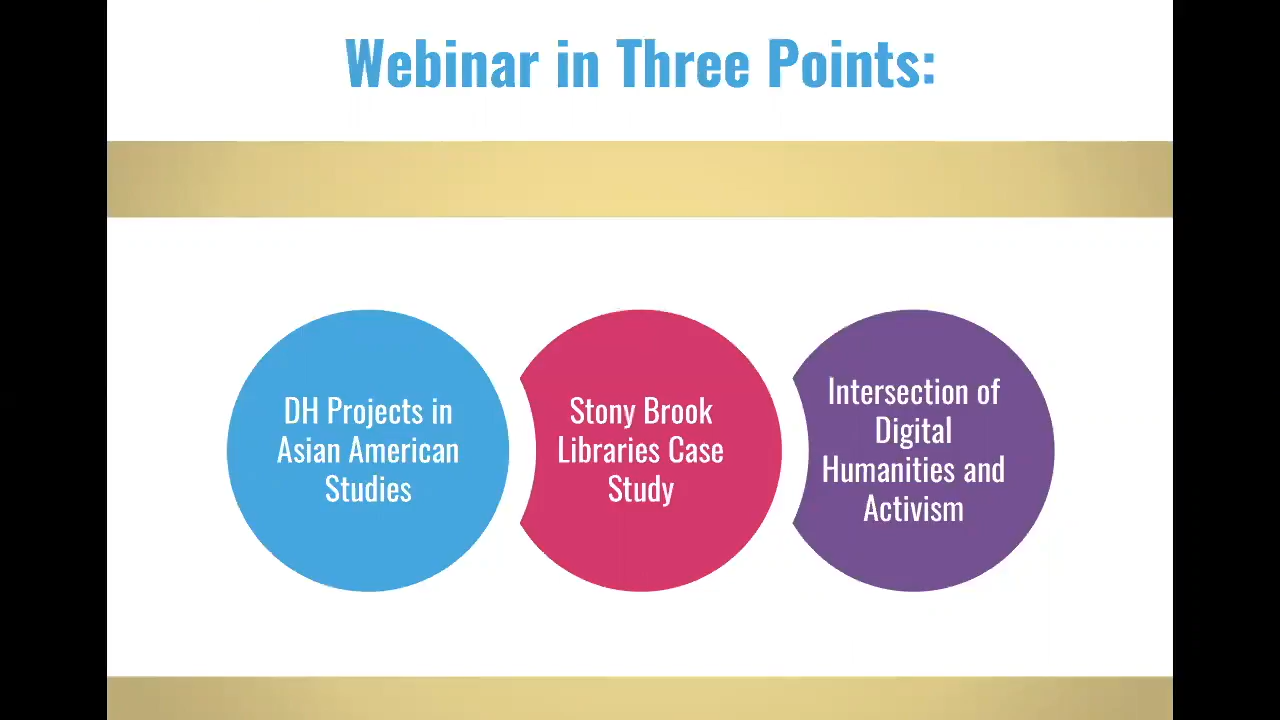 Webinar in Three Points:
DH Projects in
Asian American
Studies
Stony Brook
Libraries Case
Study
Intersection of
Digital
Humanities and
Activism